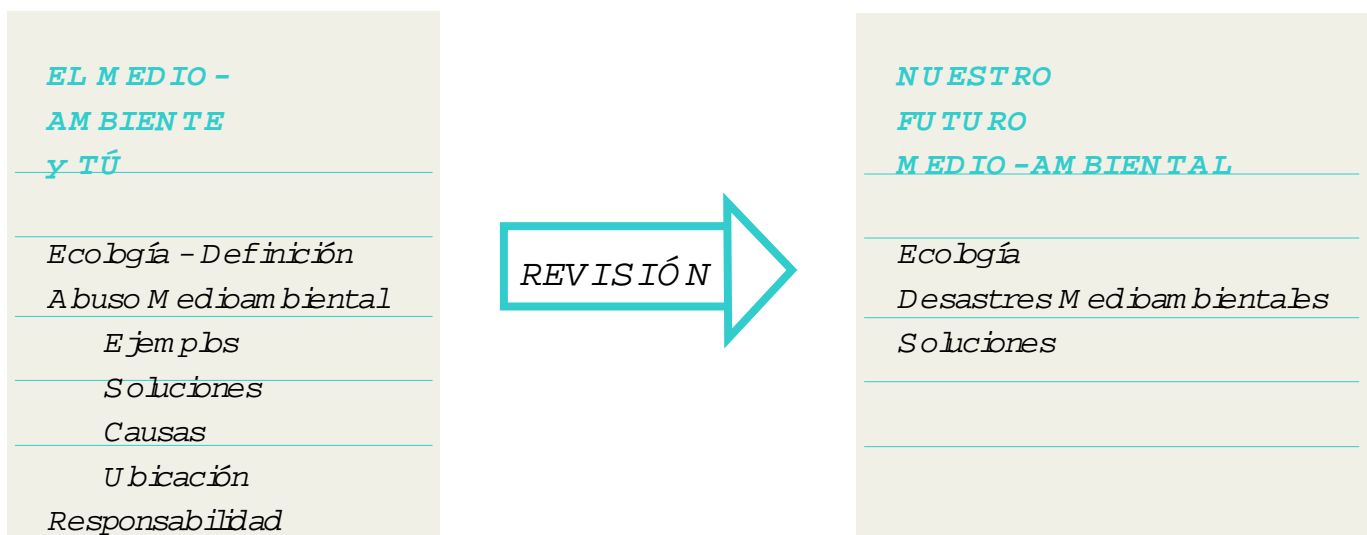 EL MEDIO-
AMBIENTE
y TÚ
Ecología - Definición
Abuso Medioambiental
Ejemplos
Soluciones
Causas
Ubicación
Responsabilidad
REVISIÓN
NUESTRO
FUTURO
MEDIO-AMBIENTAL
Ecología
Desastres Medioambientales
Soluciones